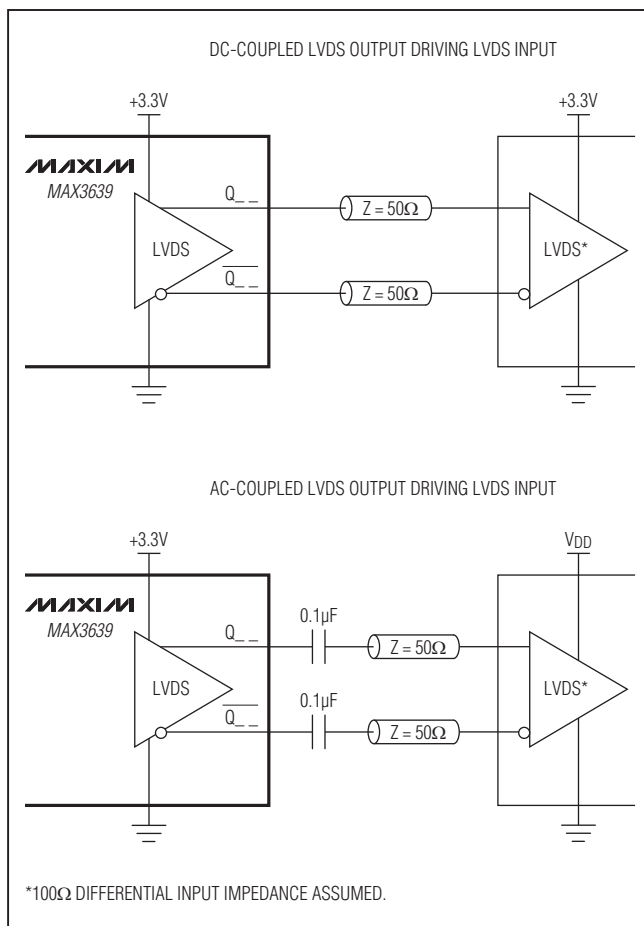 DC-COUPLED LVDS OUTPUT DRIVING LVDS INPUT
+3.3V +3.3V
MAXIM
MAX3639
Q_ _
Z = 50Ω
LVDS LVDS*
Q_ _
Z = 50Ω
AC-COUPLED LVDS OUTPUT DRIVING LVDS INPUT
+3.3V VDD
MAXIM
MAX3639
0.1µF
Q_ _
Z = 50Ω
LVDS LVDS*
0.1µF
Q_ _
Z = 50Ω
*100Ω DIFFERENTIAL INPUT IMPEDANCE ASSUMED.